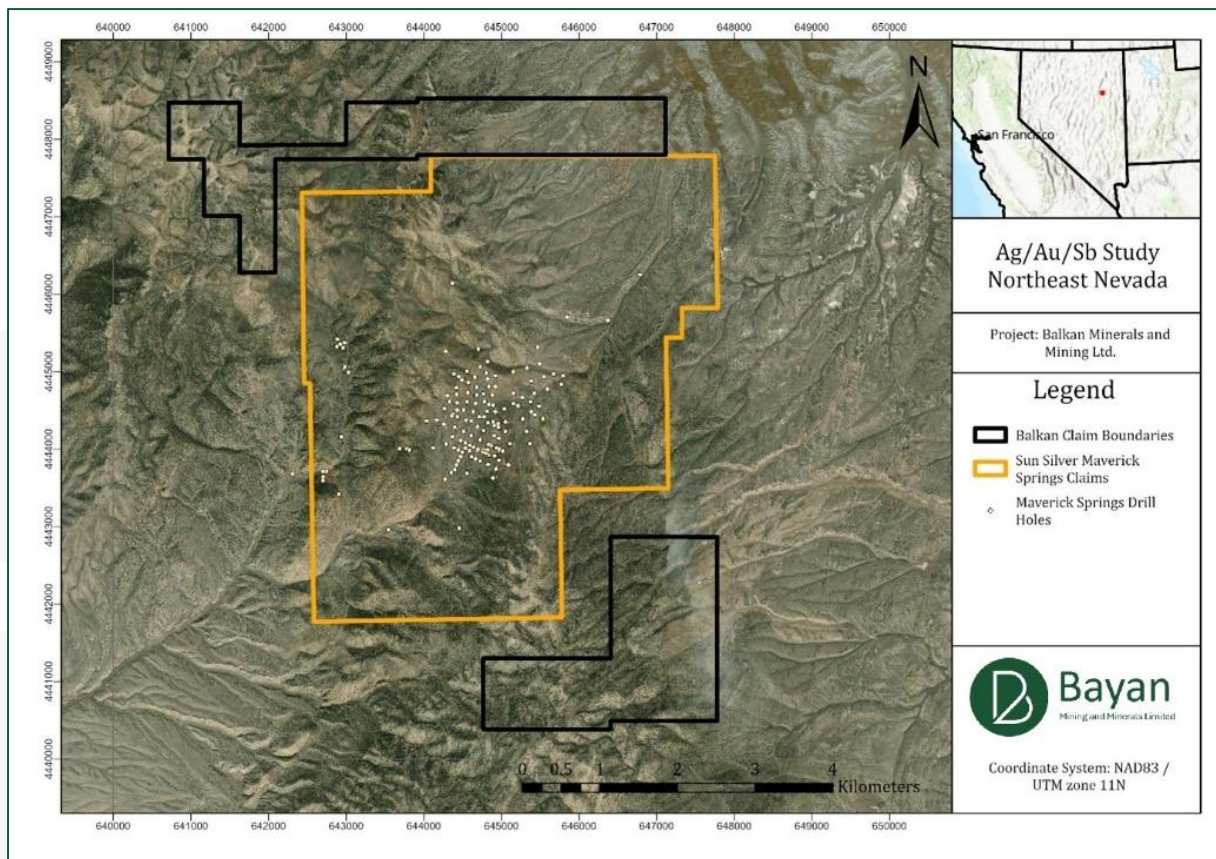 640000 641000 642000 643000 644000 645000 646000 647000 648000 649000 650000
4449000
4448000
4447000
4446000
4445000
4444000
4443000
4442000
4441000
4440000
N
0 0.5 1 2 3 4
Kilometers
640000 641000 642000 643000 644000 645000 646000 647000 648000 649000 650000
San Francisco
Ag/Au/Sb Study
Northeast Nevada
Project: Balkan Minerals and
Mining Ltd.
Legend
Balkan Claim Boundaries
Sun Silver Maverick
Springs Claims
Maverick Springs Drill
Holes
Bayan
Mining and Minerals Limited
Coordinate System: NAD83 /
UTM zone 11N